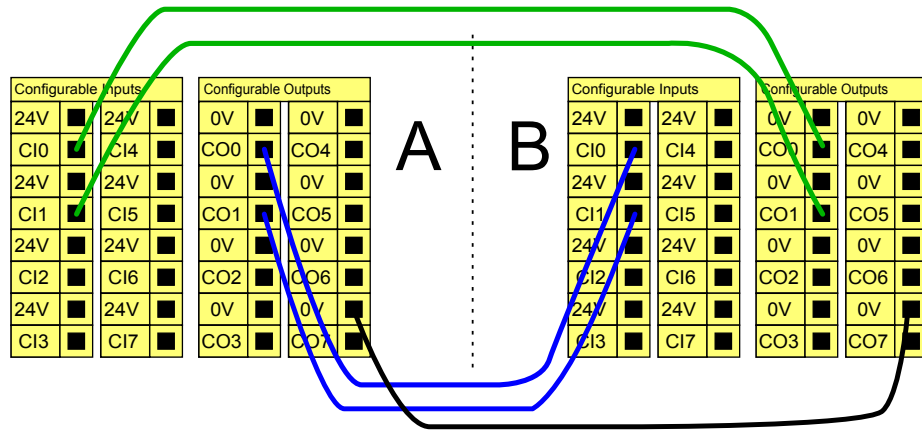 Configurable Inputs Configurable Outputs A B Configurable Inputs Configurable Outputs
24V 24V 0V 0V 24V 24V 0V 0V
CI0 CI4 CO0 CO4 CI0 CI4 CO0 CO4
24V 24V 0V 0V 24V 24V 0V 0V
CI1 CI5 CO1 CO5 CI1 CI5 CO1 CO5
24V 24V 0V 0V 24V 24V 0V 0V
CI2 CI6 CO2 CO6 CI2 CI6 CO2 CO6
24V 24V 0V 0V 24V 24V 0V 0V
CI3 CI7 CO3 CO7 CI3 CI7 CO3 CO7